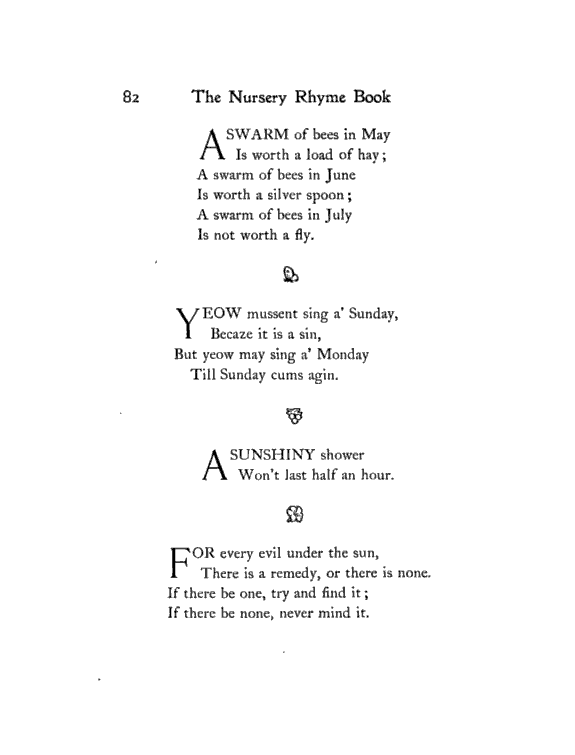 82 The Nursery Rhyme Book
A SWARM of bees in May
Is worth a load of hay;
A swarm of bees in June
Is worth a silver spoon;
A swarm of bees in July
Is not worth a fly.
YEOW mussent sing a' Sunday,
Becaze it is a sin,
But yeow may sing a' Monday
Till Sunday cums agin.
A SUNSHINY shower
Won't last half an hour.
FOR every evil under the sun,
There is a remedy, or there is none.
If there be one, try and find it;
If there be none, never mind it.